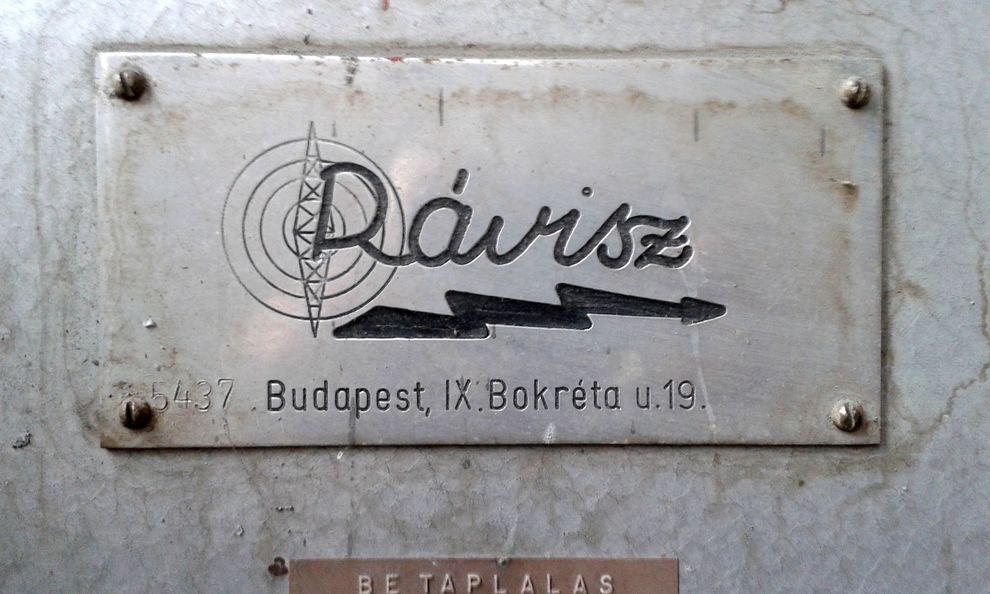 Rávisz
5437 Budapest, IX. Bokréta u. 19.
BE TAPLALAS